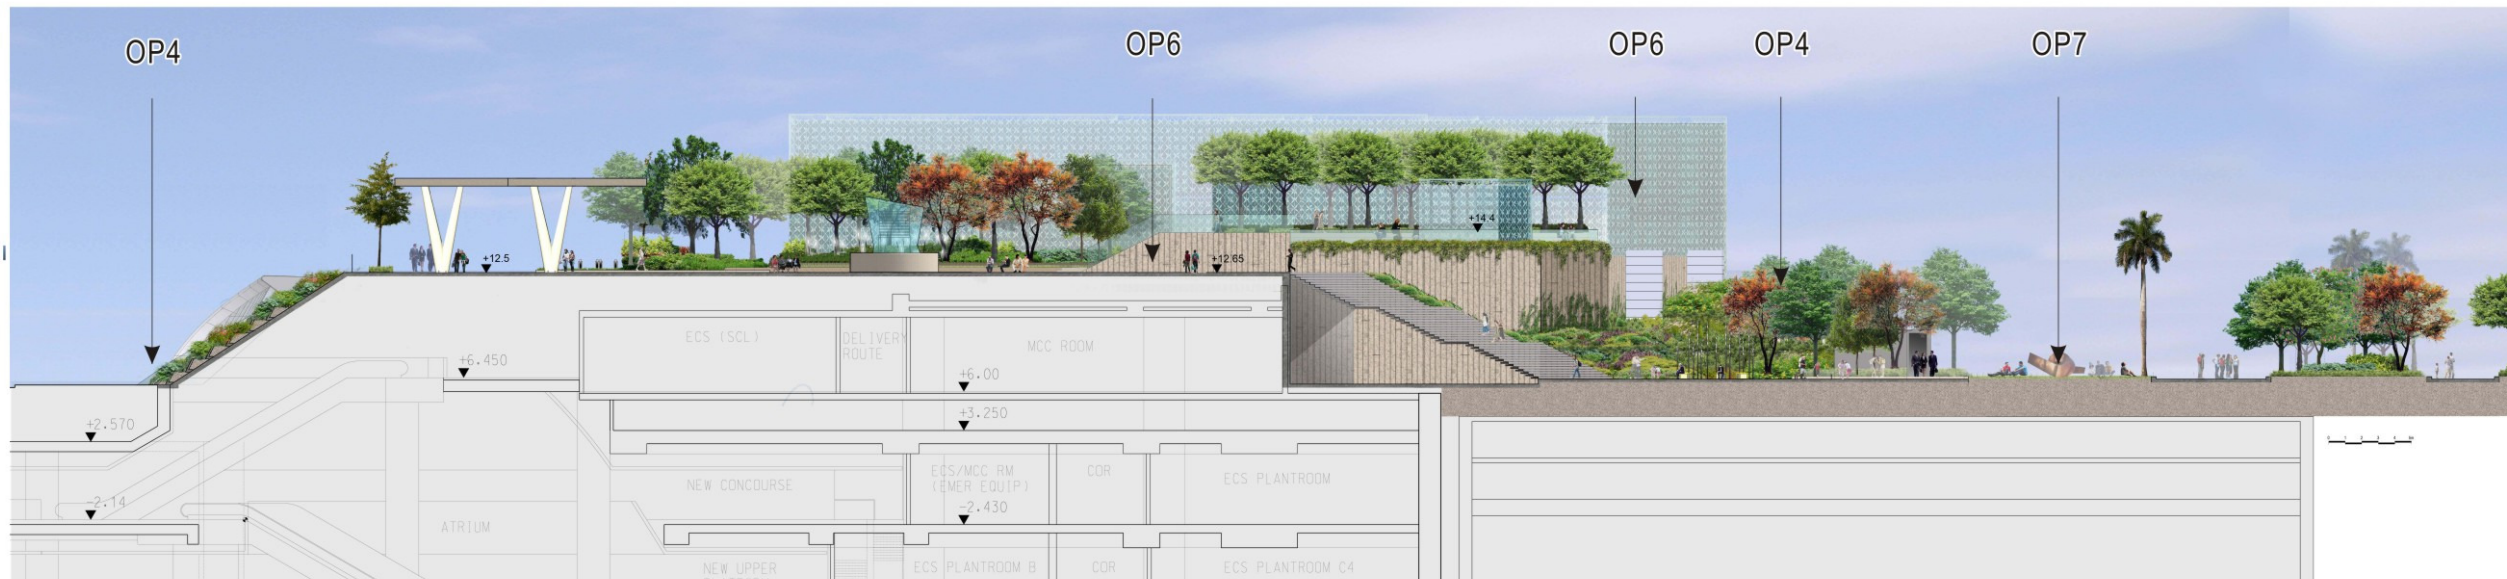 OP4
OP6
OP6
OP4
OP7
+14.4
+12.5
+12.65
ECS (SCL)
DELIVERY
ROUTE
MCC ROOM
+6.450
+6.00
+3.250
+2.570
ECS/MCC RM
(EMER EQUIP)
COR
ECS PLANTROOM
NEW CONCOURSE
-2.14
-2.430
ATRIUM
NEW UPPER
ECS PLANTROOM B
COR
ECS PLANTROOM C4